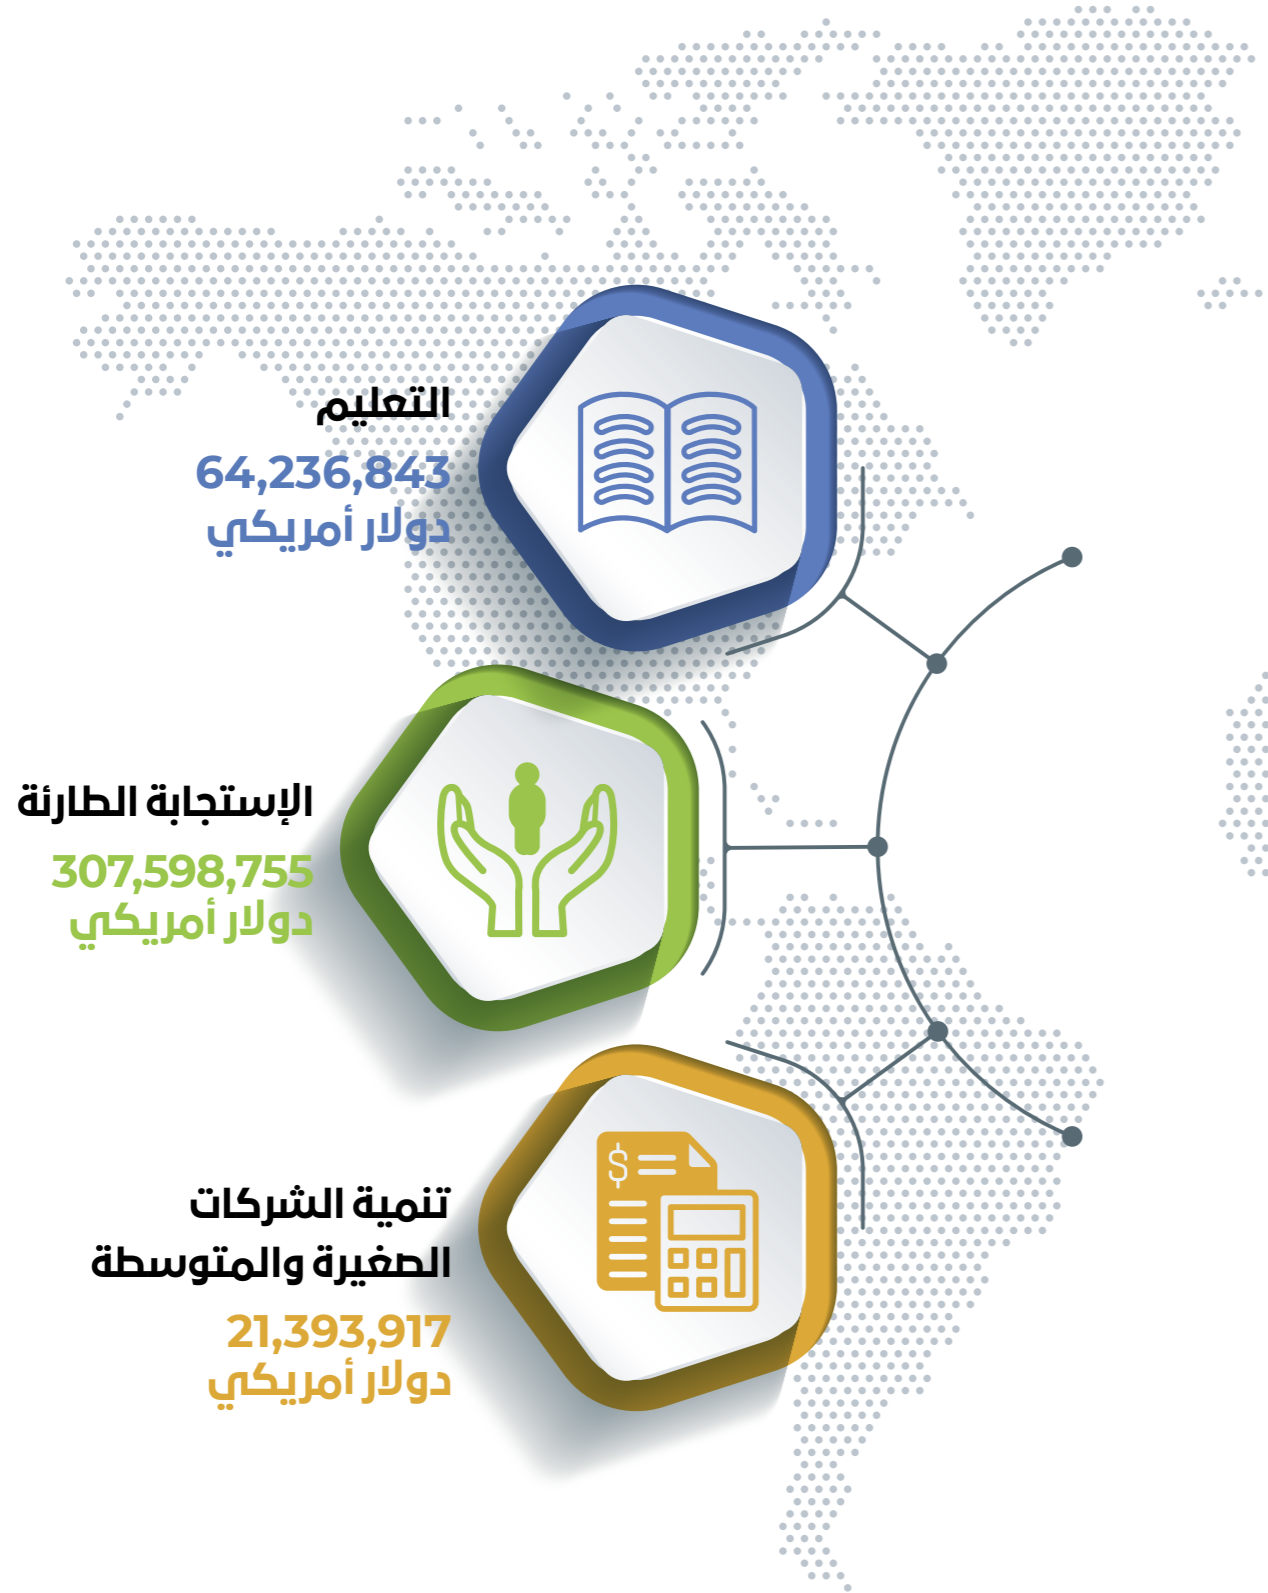 التعليم
64,236,843
دولار أمريكي
الإستجابة الطارئة
307,598,755
دولار أمريكي
تنمية الشركات
الصغيرة والمتوسطة
21,393,917
دولار أمريكي
$